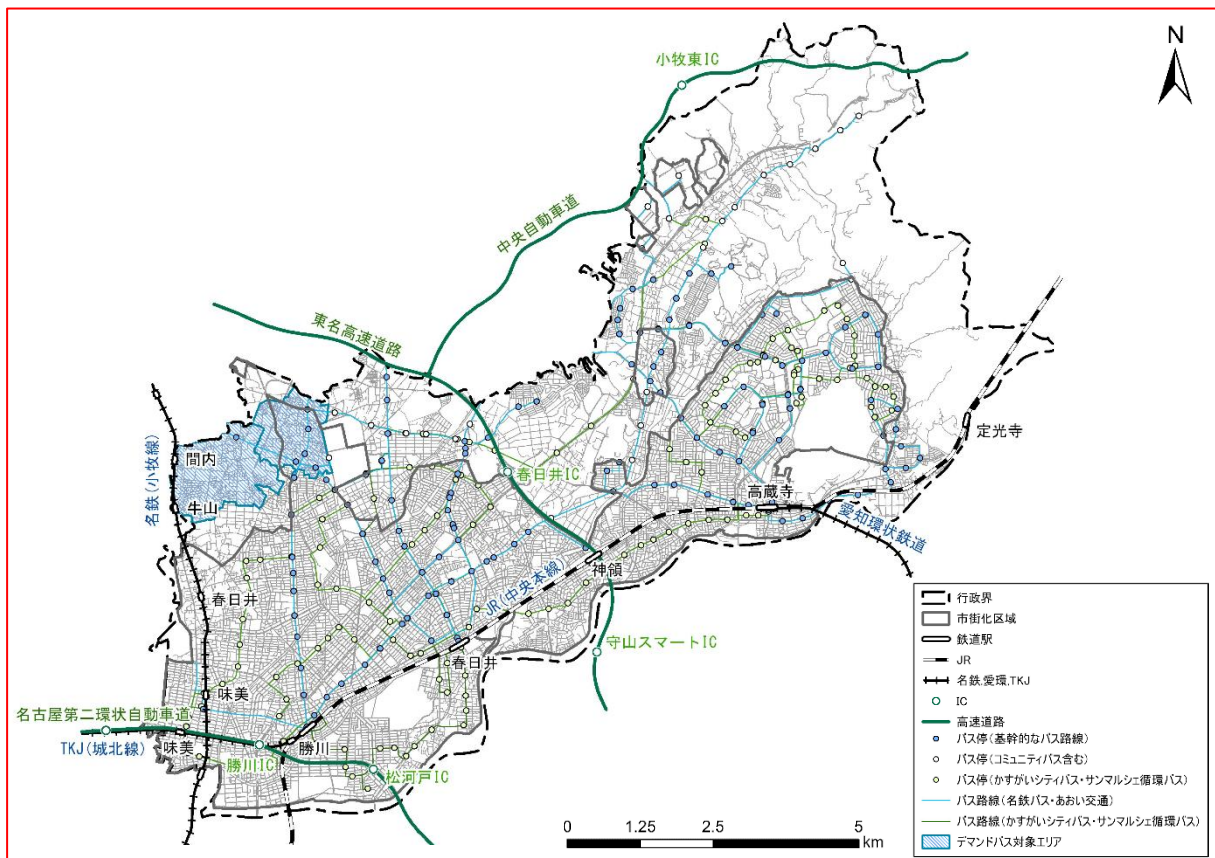 N
小牧東IC
中央自動車道
東名高速道路
名鉄(小牧線)
間内
牛山
春日井IC
定光寺
高蔵寺
愛知環状鉄道
JR(中央本線)
神領
春日井
守山スマートIC
春日井
味美
名古屋第二環状自動車道
TKJ(城北線)
味美
勝川
勝川IC
松河戸IC
0 1.25 2.5 5
km
行政界
市街化区域
鉄道駅
JR
名鉄.愛環.TKJ
IC
高速道路
バス停(基幹的なバス路線)
バス停(コミュニティバス含む)
バス停(かすがいシティバス・サンマルシェ循環バス)
バス路線(名鉄バス・あおい交通)
バス路線(かすがいシティバス・サンマルシェ循環バス)
デマンドバス対象エリア